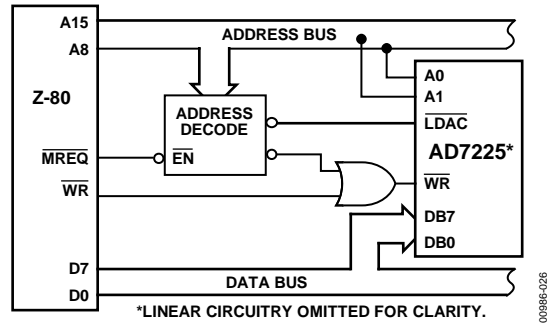 A15
ADDRESS BUS
A8
Z-80
A0
A1
ADDRESS
DECODE
LDAC
AD7225*
MREQ
EN
WR
WR
DB7
DB0
D7
DATA BUS
D0
*LINEAR CIRCUITRY OMITTED FOR CLARITY.
00986-026